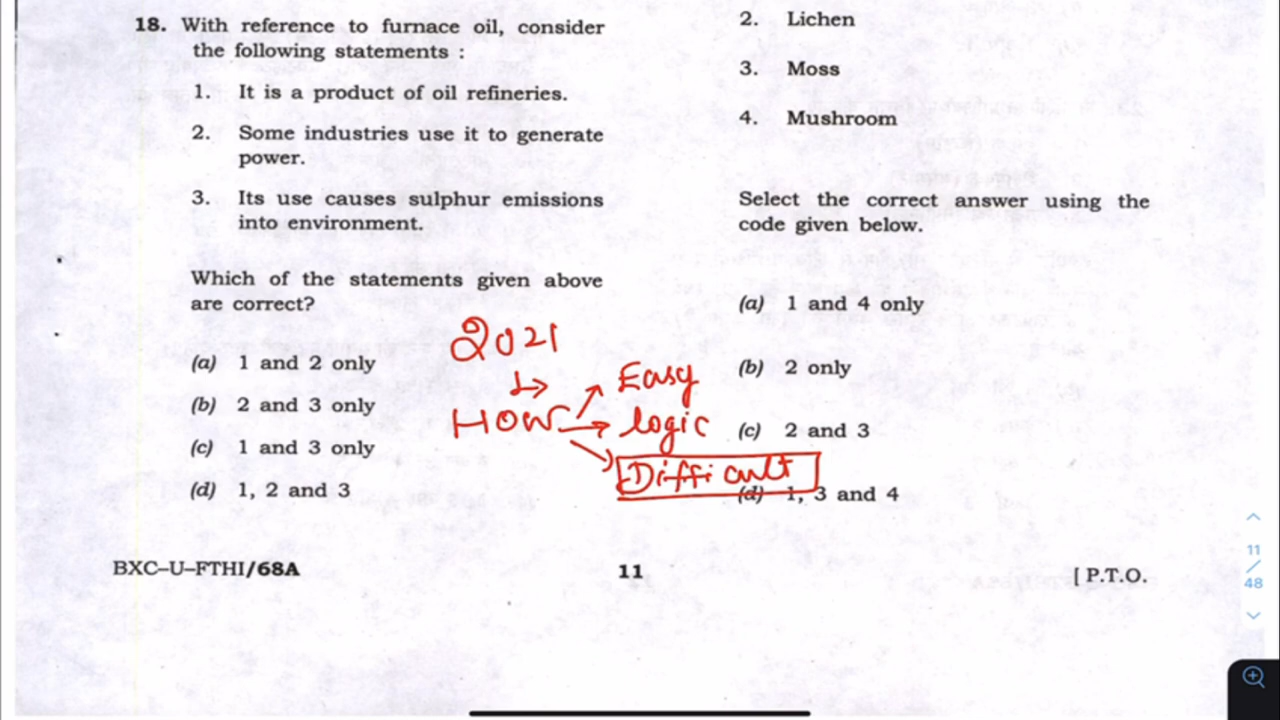 18. With reference to furnace oil, consider
the following statements :
1. It is a product of oil refineries.
2. Some industries use it to generate
power.
3. Its use causes sulphur emissions
into environment.
Which of the statements given above
are correct?
(a) 1 and 2 only
(b) 2 and 3 only
(c) 1 and 3 only
(d) 1, 2 and 3
2021
HOW
Easy
logic
Difficult
2. Lichen
3. Moss
4. Mushroom
Select the correct answer using the
code given below.
(a) 1 and 4 only
(b) 2 only
(c) 2 and 3
(d) 1, 3 and 4
BXC–U–FTHI/68A
11
[ P.T.O.
11
/
48